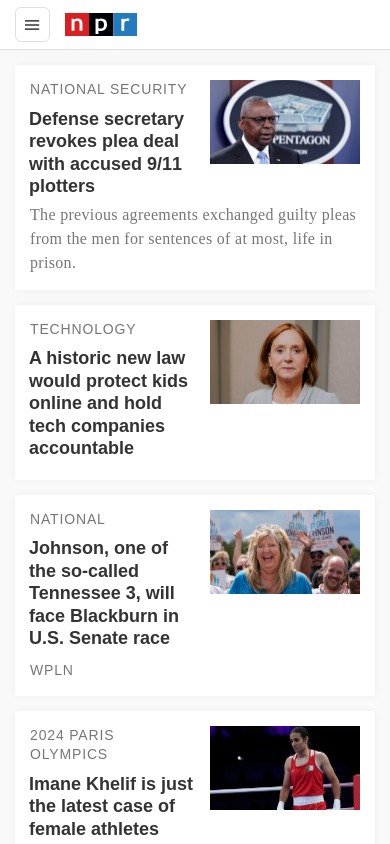 npr
NATIONAL SECURITY
Defense secretary
revokes plea deal
with accused 9/11
plotters
PENTAGON
The previous agreements exchanged guilty pleas
from the men for sentences of at most, life in
prison.
TECHNOLOGY
A historic new law
would protect kids
online and hold
tech companies
accountable
NATIONAL
Johnson, one of
the so-called
Tennessee 3, will
face Blackburn in
U.S. Senate race
GLORIA
JOHNSON
WPLN
2024 PARIS
OLYMPICS
Imane Khelif is just
the latest case of
female athletes